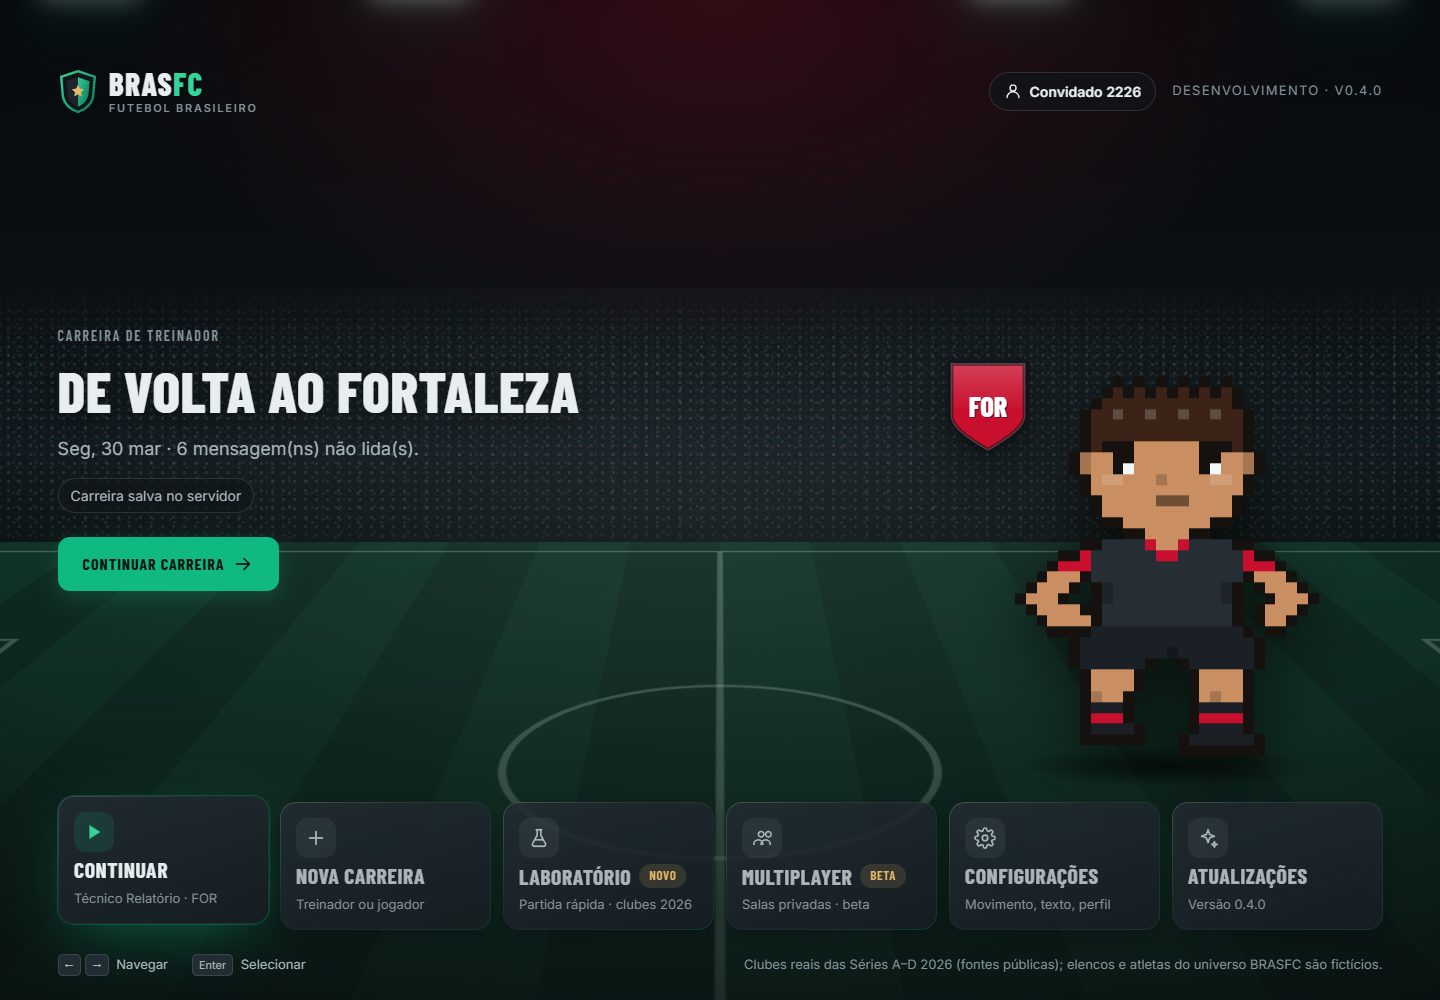 BRASFC
FUTEBOL BRASILEIRO
Convidado 2226
DESENVOLVIMENTO · V0.4.0
CARREIRA DE TREINADOR
DE VOLTA AO FORTALEZA
Seg, 30 mar · 6 mensagem(ns) não lida(s).
Carreira salva no servidor
CONTINUAR CARREIRA →
FOR
CONTINUAR
Técnico Relatório · FOR
NOVA CARREIRA
Treinador ou jogador
LABORATÓRIO NOVO
Partida rápida · clubes 2026
MULTIPLAYER BETA
Salas privadas · beta
CONFIGURAÇÕES
Movimento, texto, perfil
ATUALIZAÇÕES
Versão 0.4.0
← → Navegar Enter Selecionar
Clubes reais das Séries A–D 2026 (fontes públicas); elencos e atletas do universo BRASFC são fictícios.